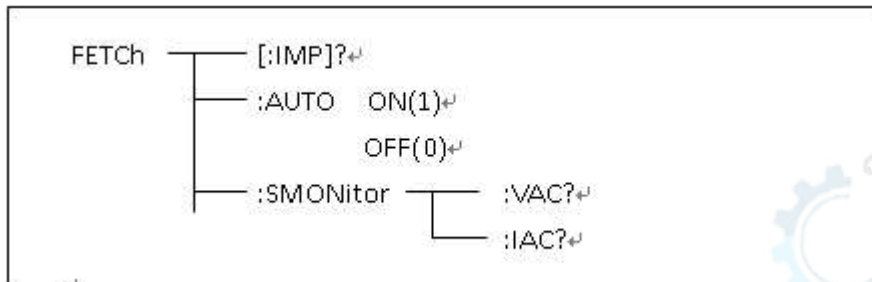 FETCh [:IMP]?↵
:AUTO ON(1)↵
OFF(0)↵
:SMONitor :VAC?↵
:IAC?↵